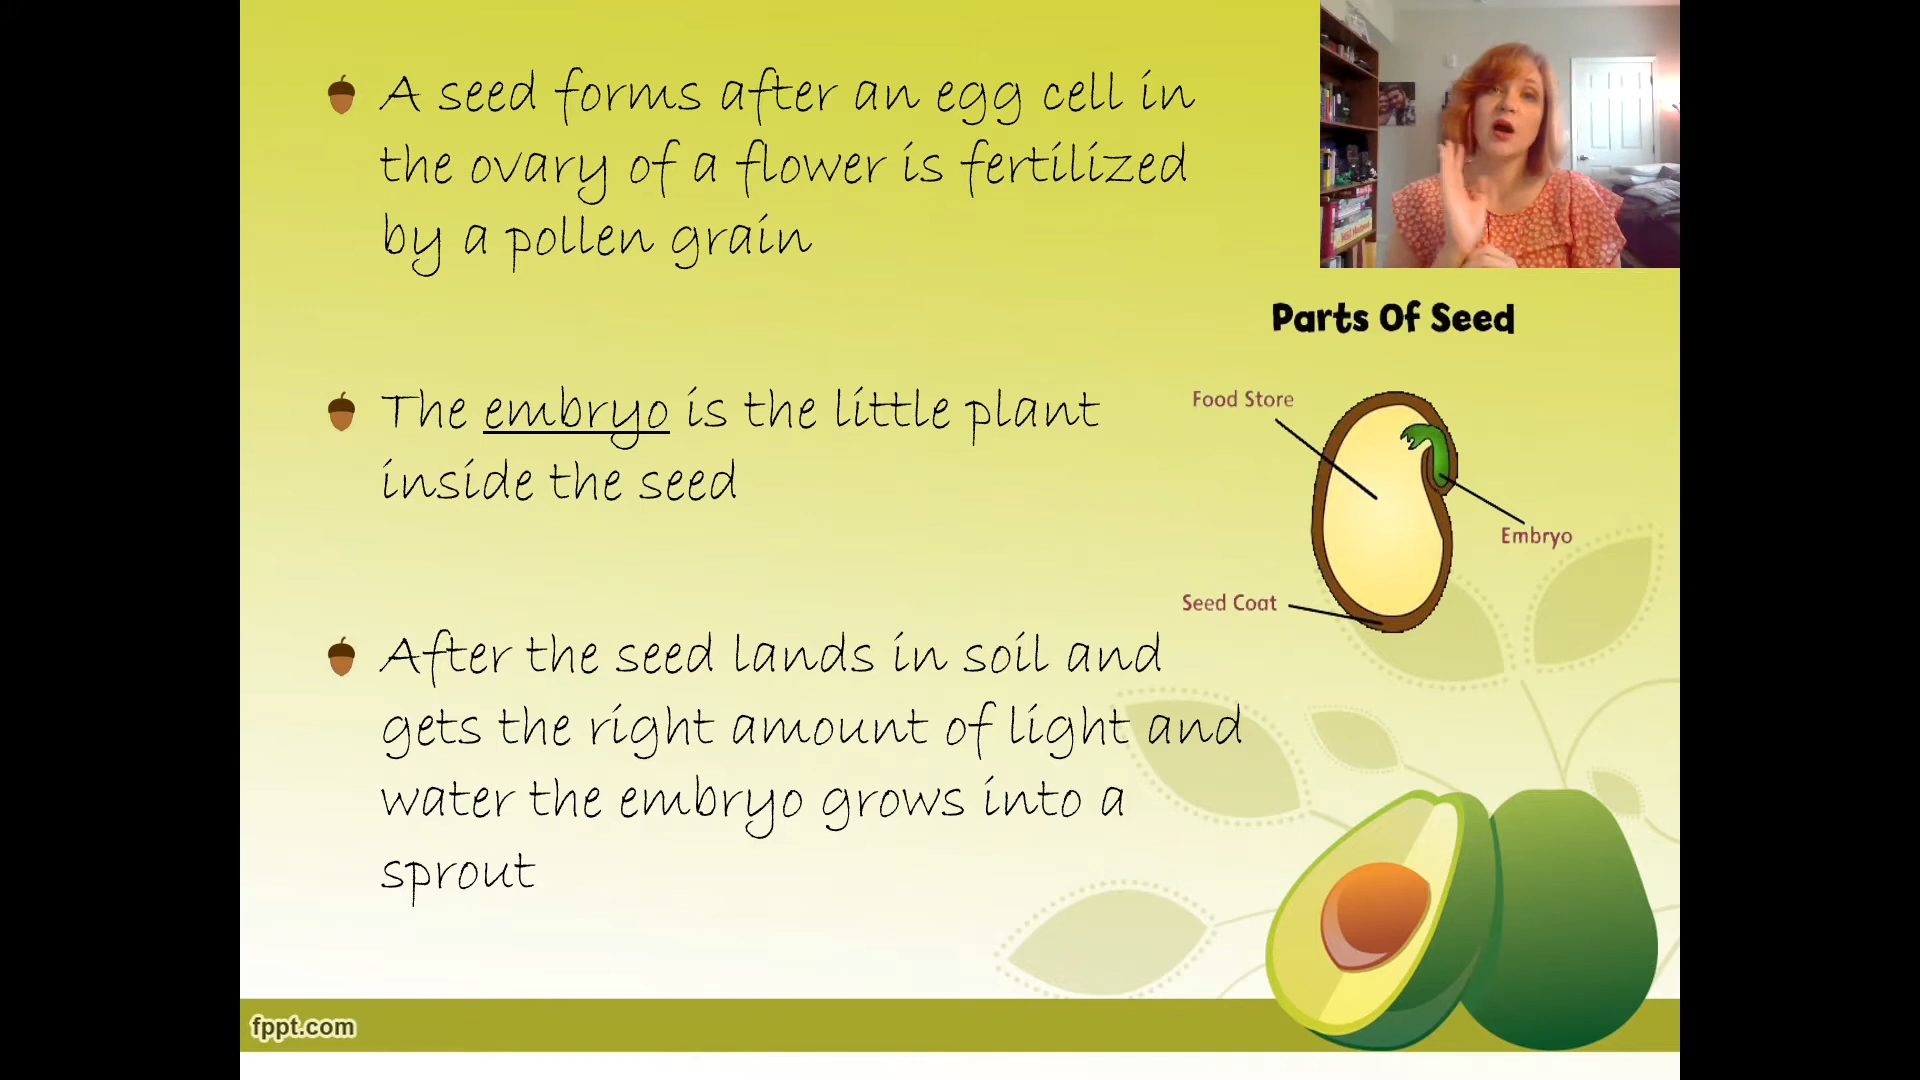 A seed forms after an egg cell in
the ovary of a flower is fertilized
by a pollen grain
Parts Of Seed
Food Store
The embryo is the little plant
inside the seed
Embryo
Seed Coat
After the seed lands in soil and
gets the right amount of light and
water the embryo grows into a
sprout
fppt.com